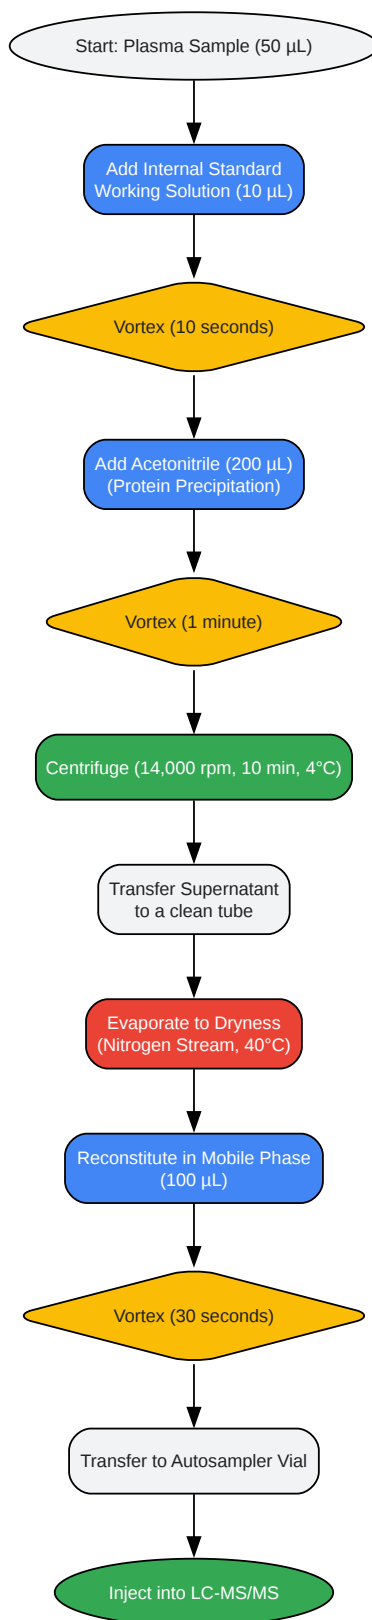 Start: Plasma Sample (50 µL)
Add Internal Standard
Working Solution (10 µL)
Vortex (10 seconds)
Add Acetonitrile (200 µL)
(Protein Precipitation)
Vortex (1 minute)
Centrifuge (14,000 rpm, 10 min, 4°C)
Transfer Supernatant
to a clean tube
Evaporate to Dryness
(Nitrogen Stream, 40°C)
Reconstitute in Mobile Phase
(100 µL)
Vortex (30 seconds)
Transfer to Autosampler Vial
Inject into LC-MS/MS